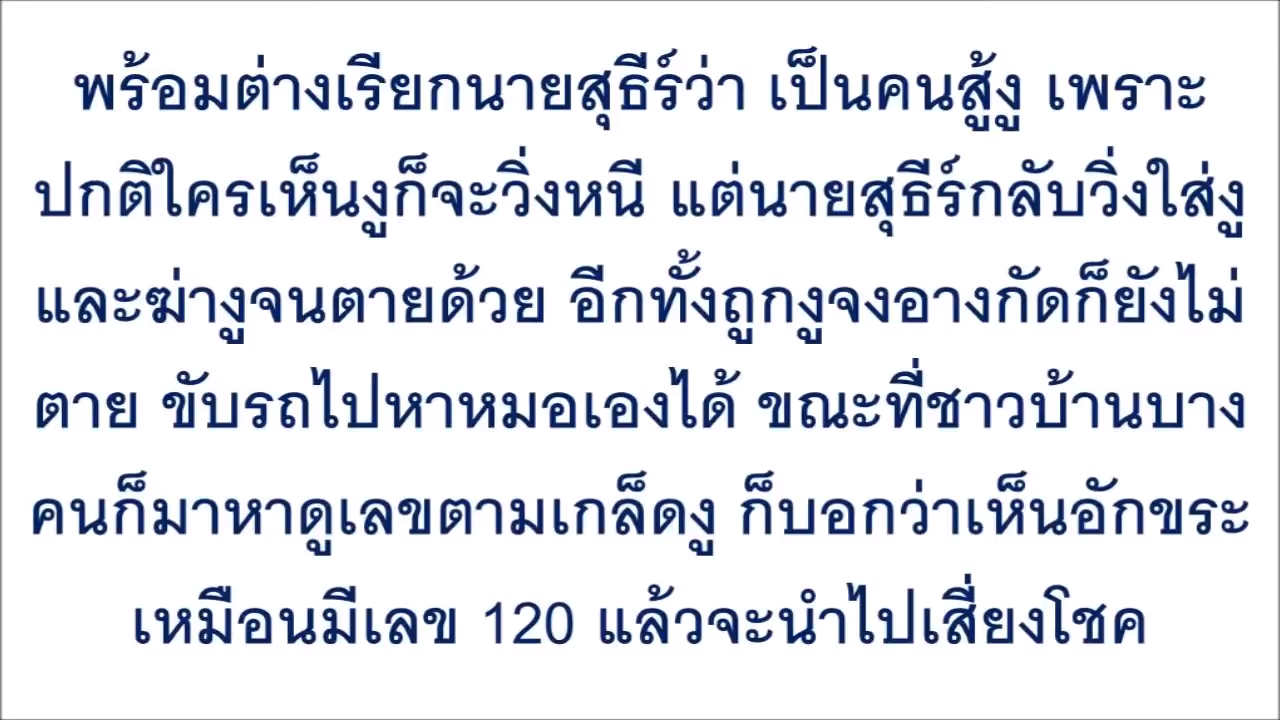 พร้อมต่างเรียกนายสุธีร์ว่า เป็นคนสู้งู เพราะ
ปกติใครเห็นงูก็จะวิ่งหนี แต่นายสุธีร์กลับวิ่งใส่งู
และฆ่างูจนตายด้วย อีกทั้งถูกงูจงอางกัดก็ยังไม่
ตาย ขับรถไปหาหมอเองได้ ขณะที่ชาวบ้านบาง
คนก็มาหาดูเลขตามเกล็ดงู ก็บอกว่าเห็นอักขระ
เหมือนมีเลข 120 แล้วจะนำไปเสี่ยงโชค